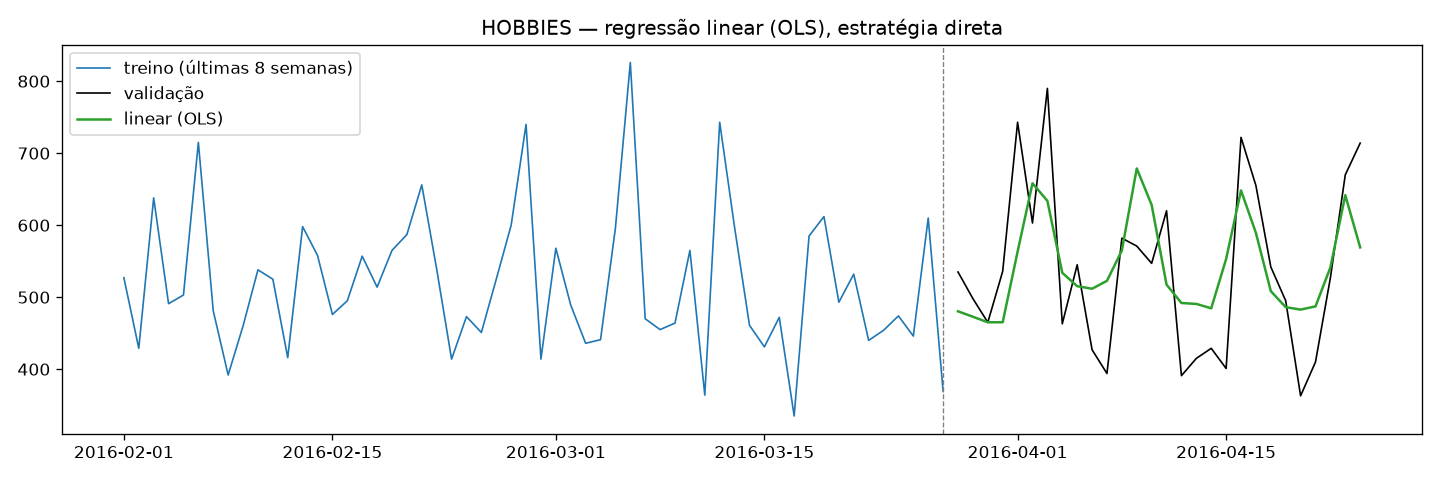 HOBBIES — regressão linear (OLS), estratégia direta
treino (últimas 8 semanas)
validação
linear (OLS)
800
700
600
500
400
2016-02-01 2016-02-15 2016-03-01 2016-03-15 2016-04-01 2016-04-15